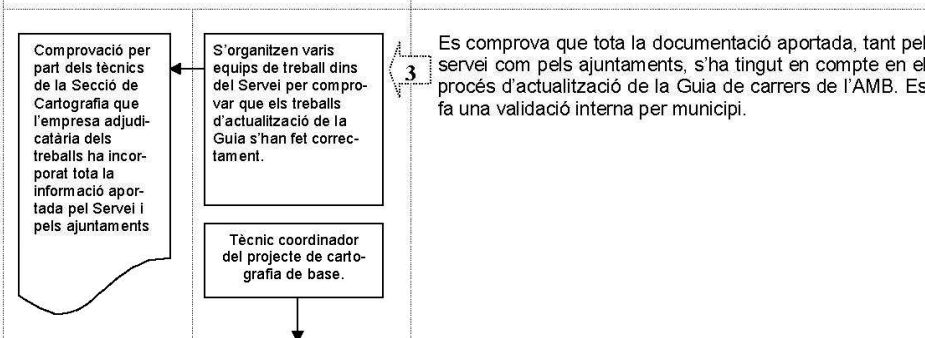 Comprovació per
part dels tècnics
de la Secció de
Cartografia que
l'empresa adjudi-
catària dels
treballs ha incor-
porat tota la
informació apor-
tada pel Servei i
pels ajuntaments
S'organitzen varis
equips de treball dins
del Servei per compro-
var que els treballs
d'actualització de la
Guia s'han fet correc-
tament.
Tècnic coordinador
del projecte de carto-
grafia de base.
3
Es comprova que tota la documentació aportada, tant pel
servei com pels ajuntaments, s'ha tingut en compte en el
procés d'actualització de la Guia de carrers de l'AMB. Es
fa una validació interna per municipi.